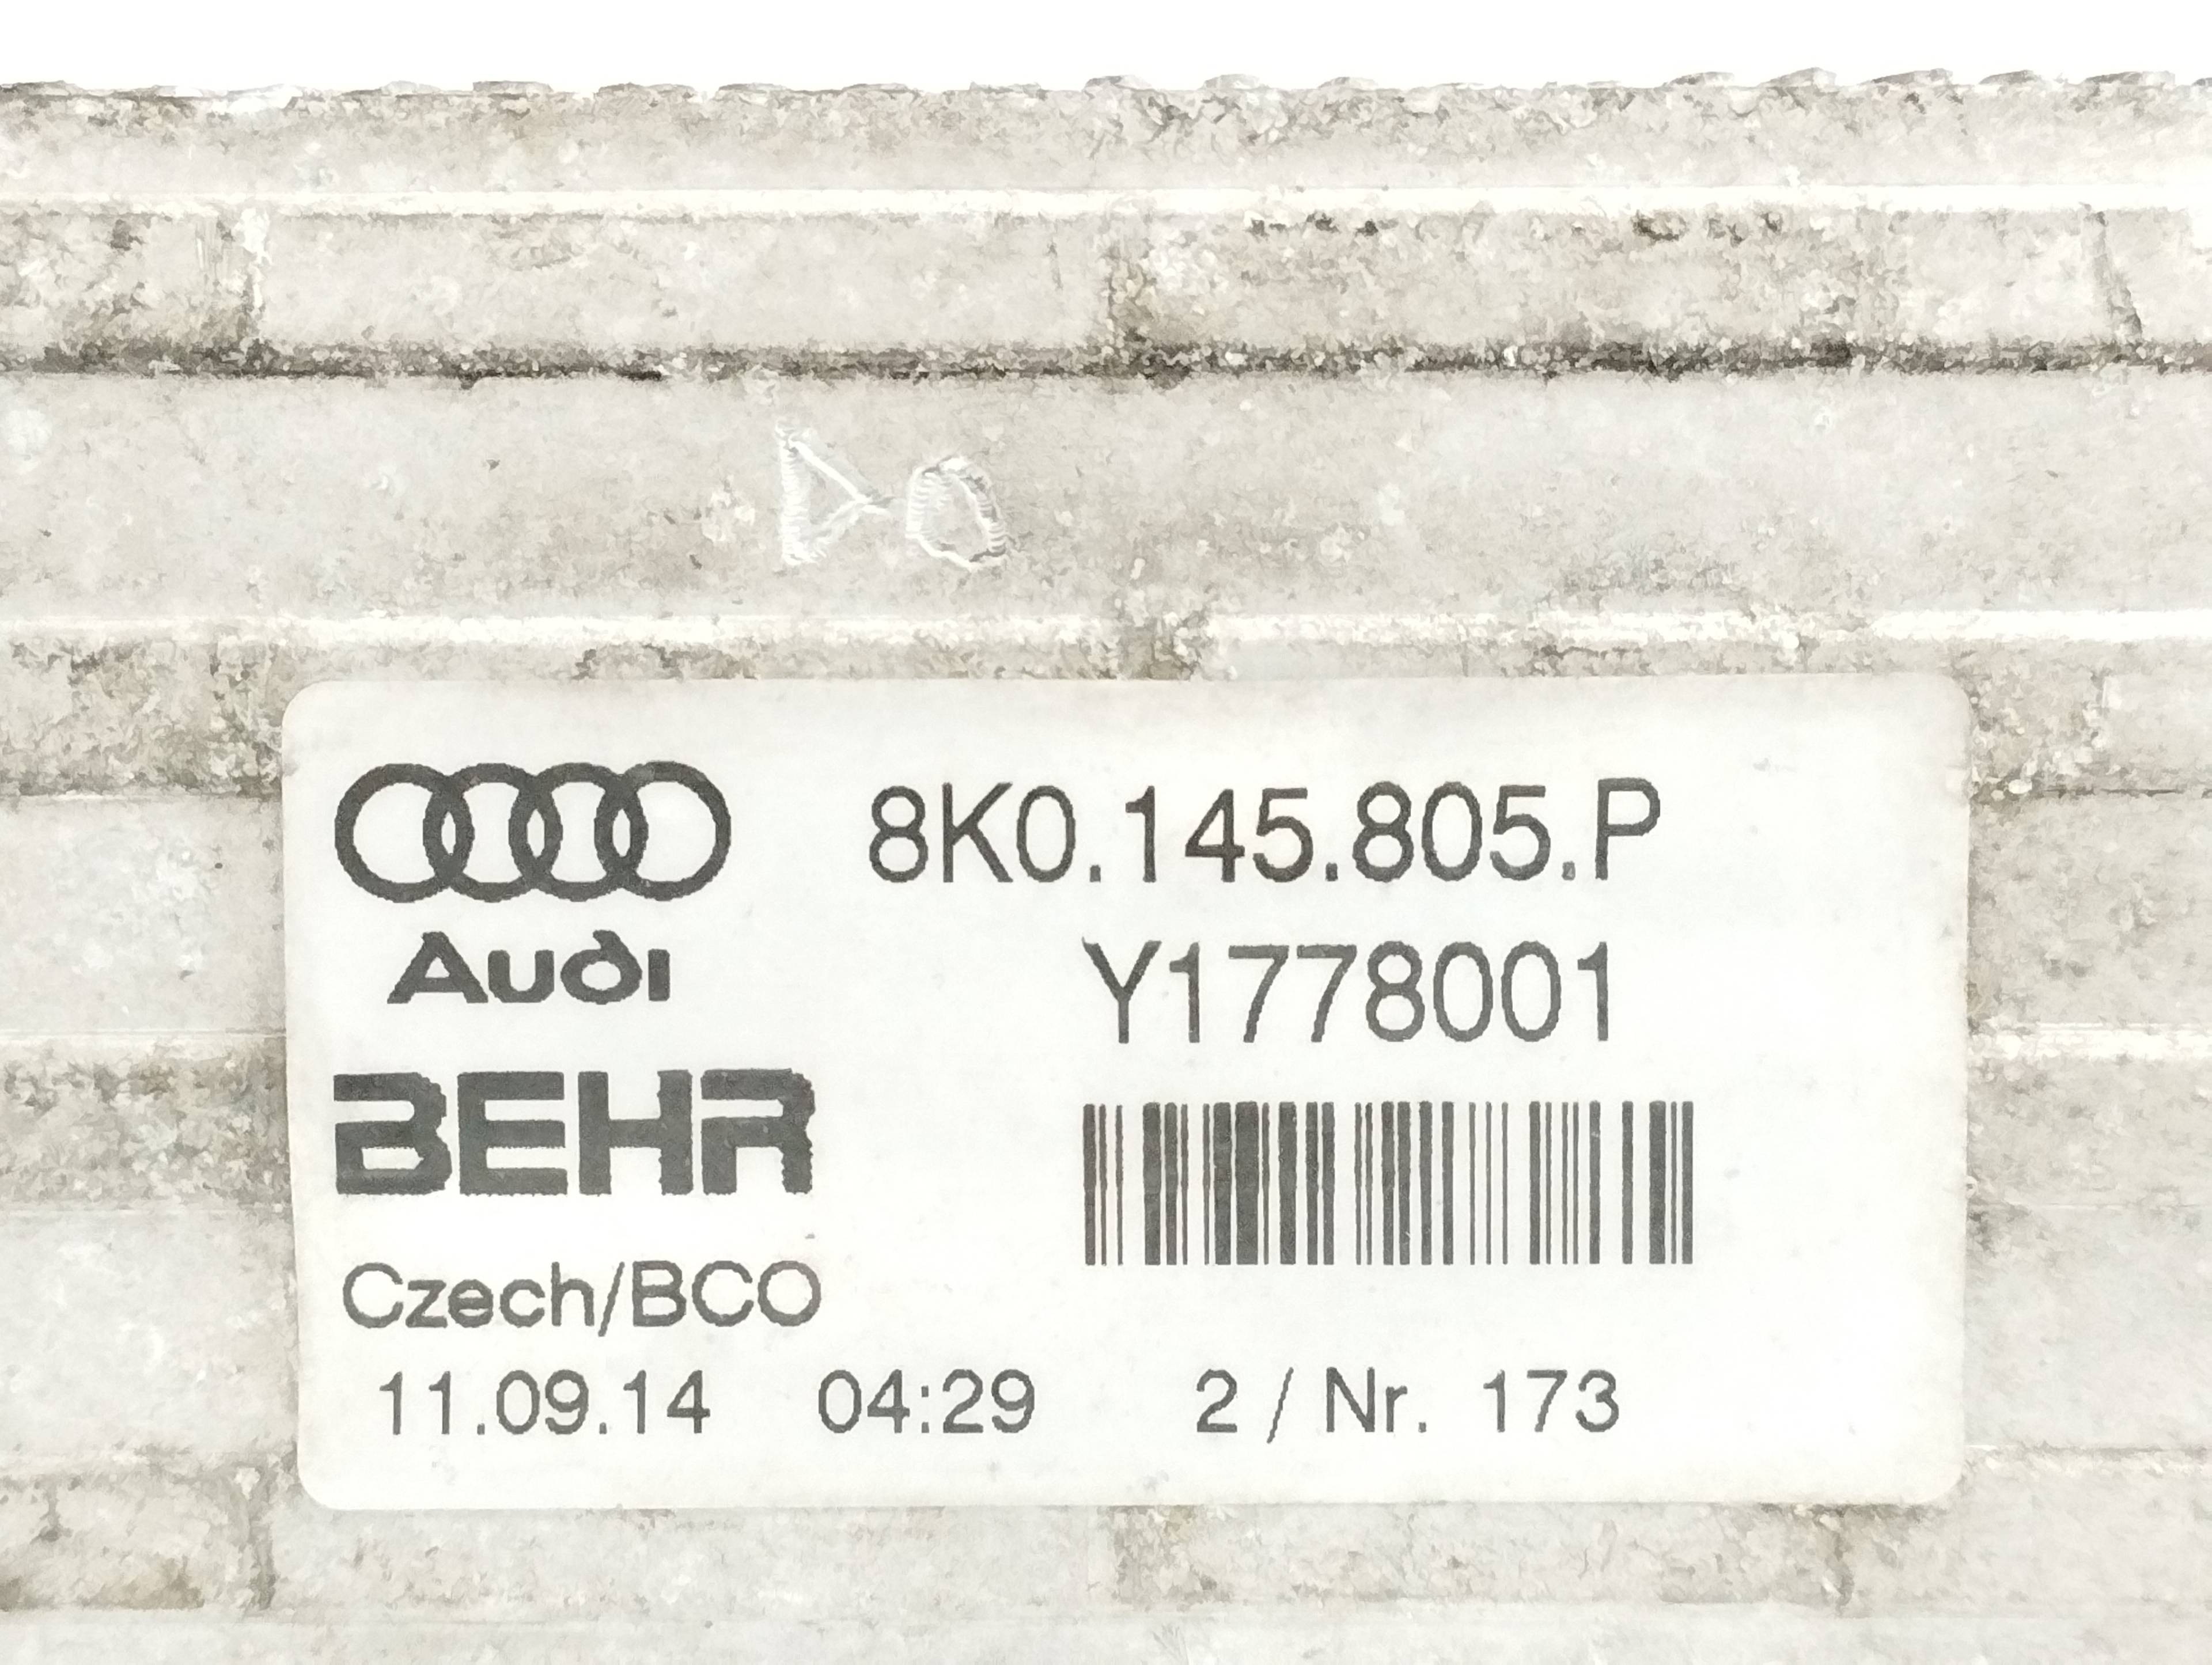 Audi
8K0.145.805.P
Y1778001
BEHR
Czech/BCO
11.09.14 04:29 2 / Nr. 173